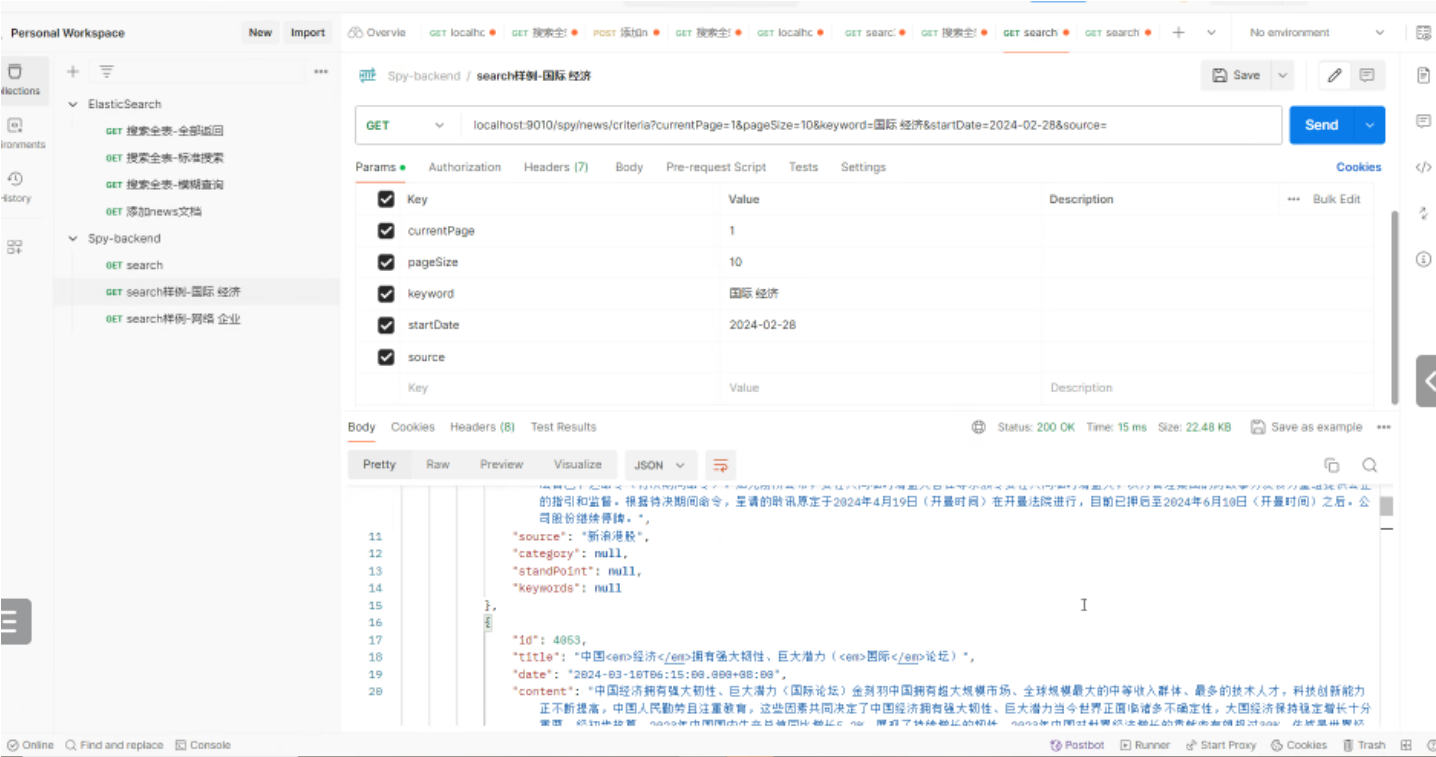 Personal Workspace New Import Overvie GET localhc GET 搜索全! POST 添加n GET 搜索全! GET localhc GET searc GET 搜索全! GET search GET search No environment
llections
ironments
History
ElasticSearch
GET 搜索全表-全部返回
GET 搜索全表-标准搜索
GET 搜索全表-模糊查询
GET 添加news文档
Spy-backend
GET search
GET search样例-国际 经济
GET search样例-网络 企业
HTTP Spy-backend / search样例-国际 经济 Save
GET localhost:9010/spy/news/criteria?currentPage=1&pageSize=10&keyword=国际 经济&startDate=2024-02-28&source= Send
Params Authorization Headers (7) Body Pre-request Script Tests Settings Cookies
Key Value Description Bulk Edit
currentPage 1
pageSize 10
keyword 国际 经济
startDate 2024-02-28
source
Key Value Description
Body Cookies Headers (8) Test Results Status: 200 OK Time: 15 ms Size: 22.48 KB Save as example
Pretty Raw Preview Visualize JSON
的指引和监督。根据待决期间命令，呈请的聆讯原定于2024年4月19日（开曼时间）在开曼法院进行，目前已押后至2024年6月10日（开曼时间）之后。公
司股份继续停牌。",
11 "source": "新浪港股",
12 "category": null,
13 "standPoint": null,
14 "keywords": null
15 },
16 {
17 "id": 4053,
18 "title": "中国<em>经济</em>拥有强大韧性、巨大潜力（<em>国际</em>论坛）",
19 "date": "2024-03-10T06:15:00.000+08:00",
20 "content": "中国经济拥有强大韧性、巨大潜力（国际论坛）金刻羽中国拥有超大规模市场、全球规模最大的中等收入群体、最多的技术人才，科技创新能力
正不断提高，中国人民勤劳且注重教育，这些因素共同决定了中国经济拥有强大韧性、巨大潜力当今世界正面临诸多不确定性，大国经济保持稳定增长十分
Online Find and replace Console Postbot Runner Start Proxy Cookies Trash